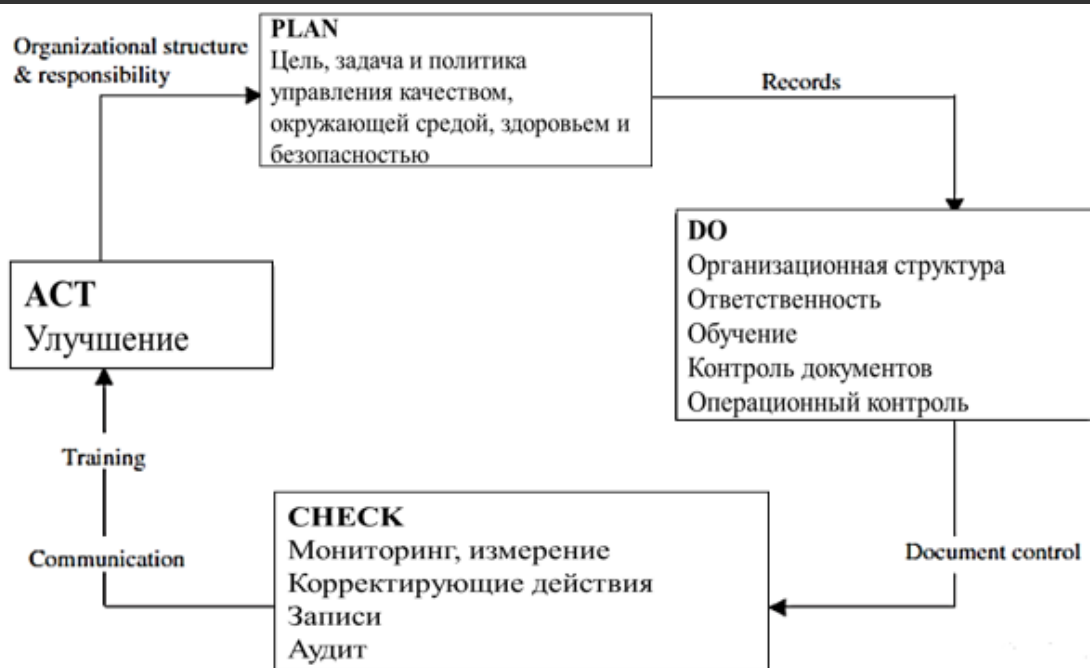 Organizational structure
& responsibility
PLAN
Цель, задача и политика
управления качеством,
окружающей средой, здоровьем и
безопасностью
Records
DO
Организационная структура
Ответственность
Обучение
Контроль документов
Операционный контроль
ACT
Улучшение
Training
Communication
CHECK
Мониторинг, измерение
Корректирующие действия
Записи
Аудит
Document control